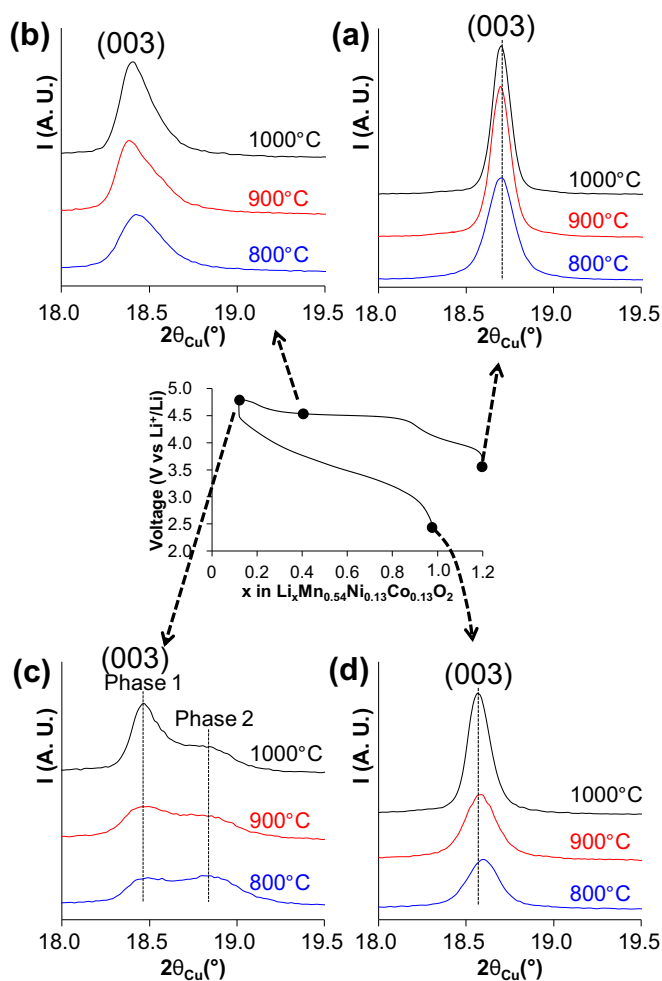 (b)
(003)
I (A. U.)
1000°C
900°C
800°C
18.0 18.5 19.0 19.5
2θCu(°)
(a)
(003)
I (A. U.)
1000°C
900°C
800°C
18.0 18.5 19.0 19.5
2θCu(°)
Voltage (V vs Li⁺/Li)
5.0
4.5
3.5
3.0
2.5
2.0
0 0.2 0.4 0.6 0.8 1.0 1.2
x in LiₓMn₀.₅₄Ni₀.₁₃Co₀.₁₃O₂
(c)
(003)
Phase 1
Phase 2
I (A. U.)
1000°C
900°C
800°C
18.0 18.5 19.0 19.5
2θCu(°)
(d)
(003)
I (A. U.)
1000°C
900°C
800°C
18.0 18.5 19.0 19.5
2θCu(°)